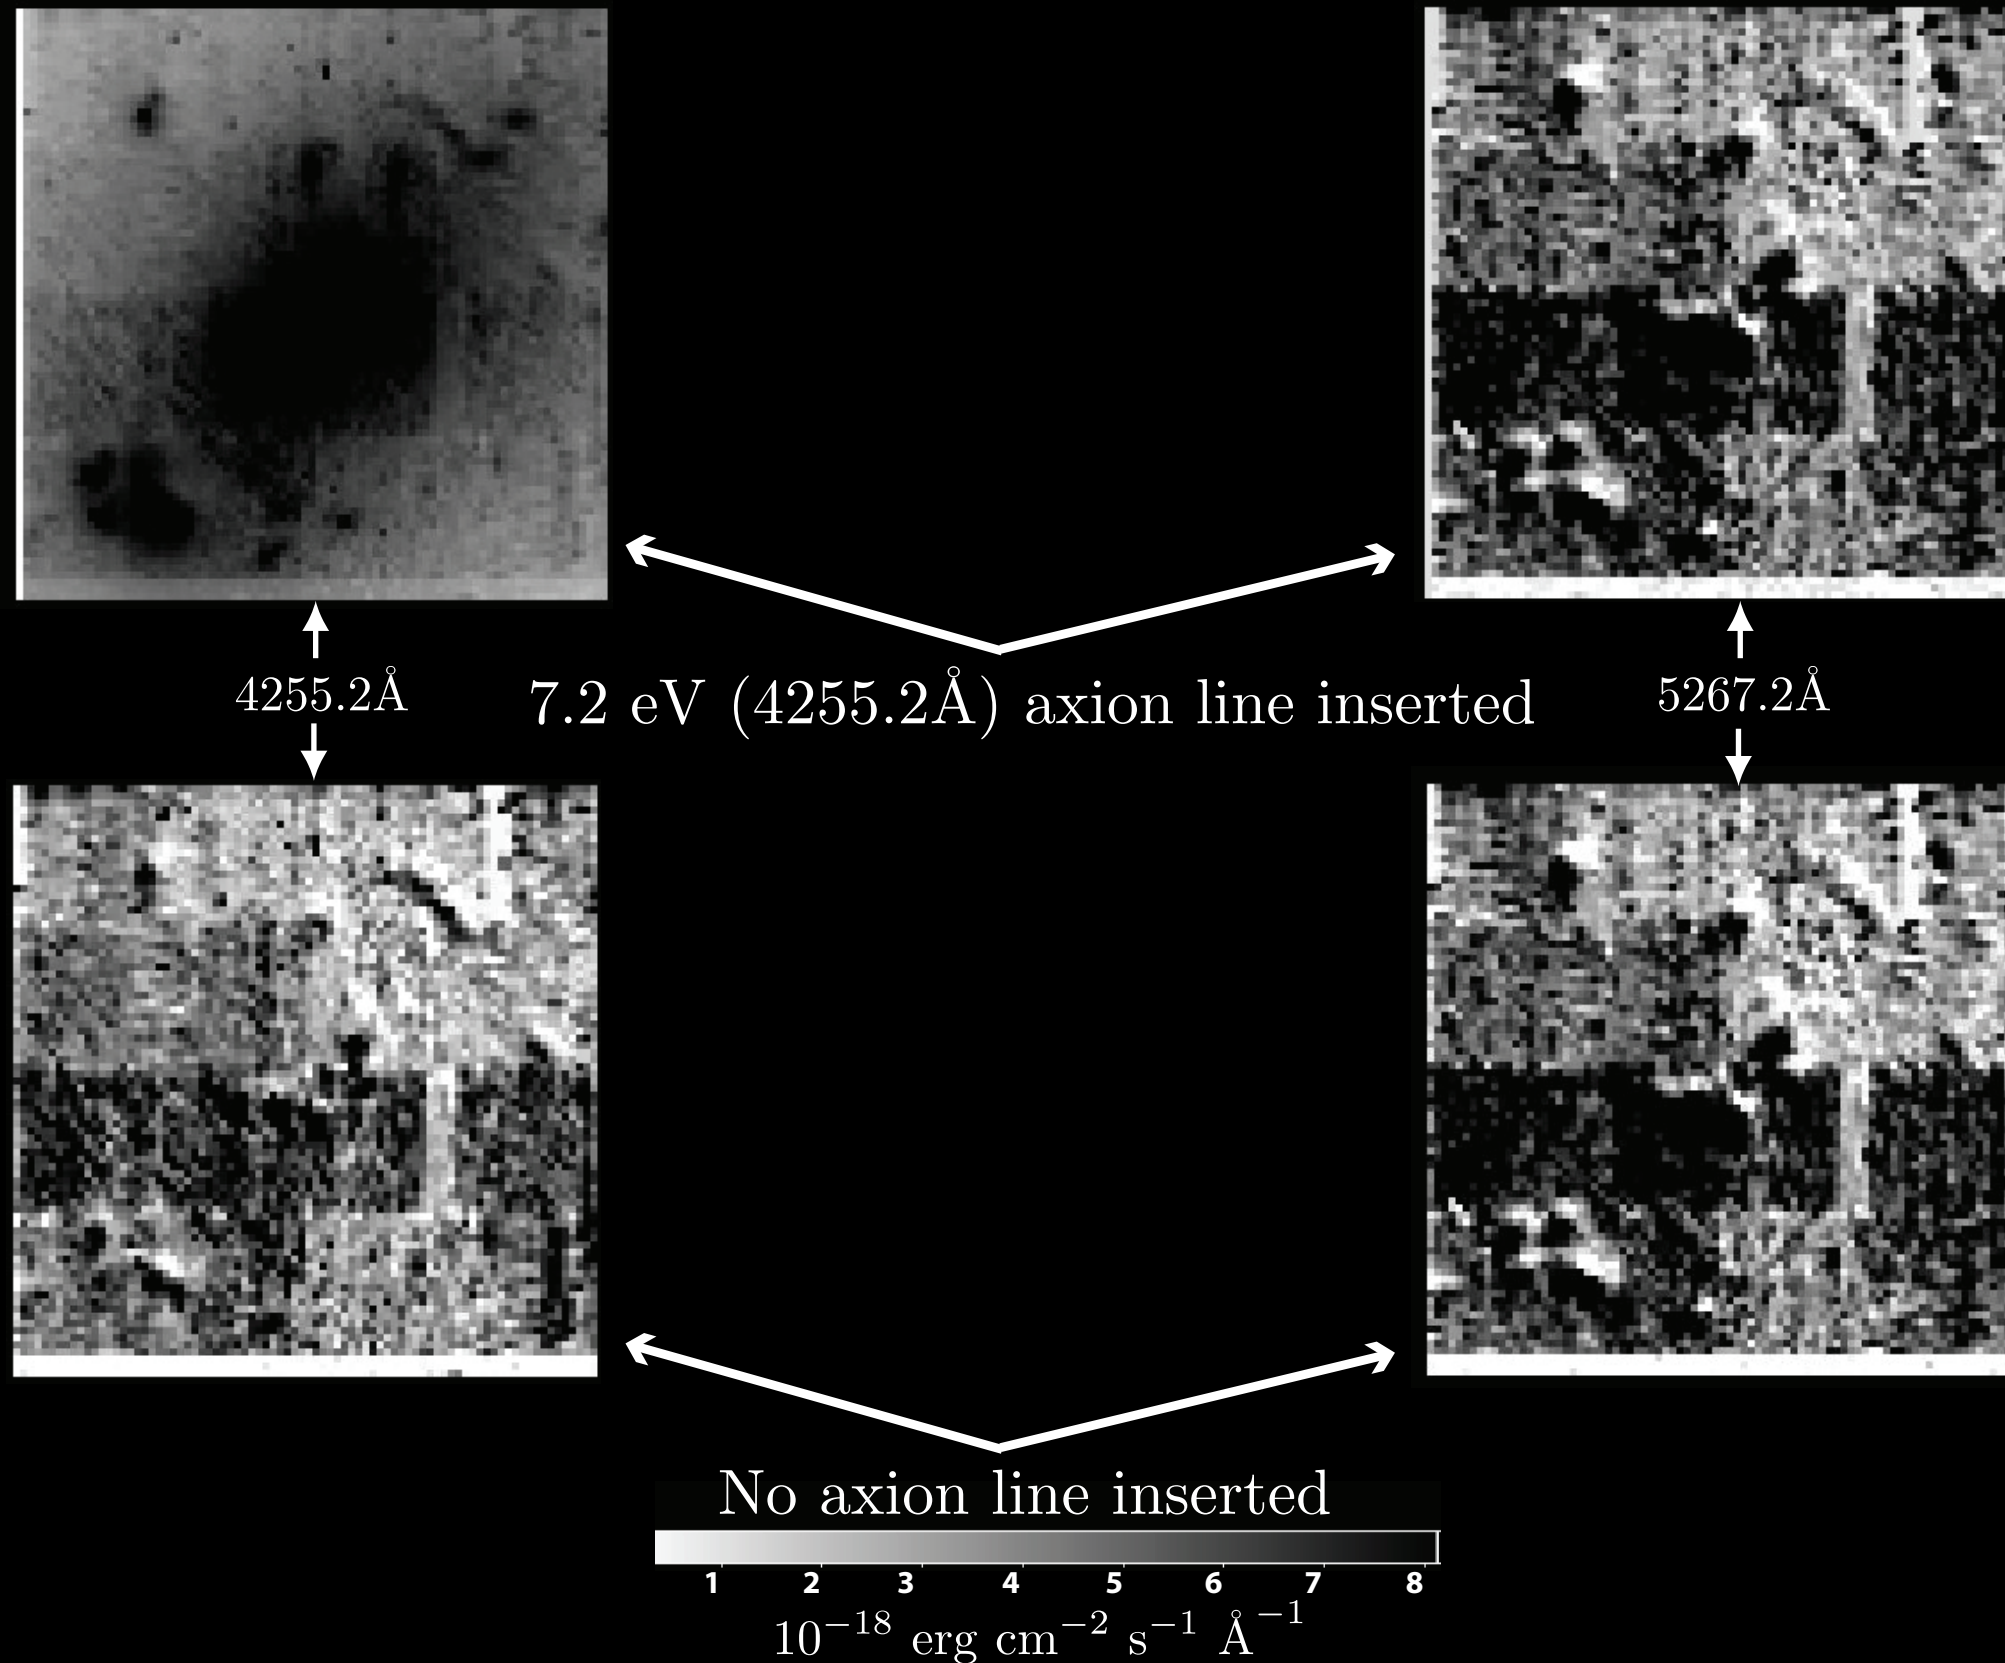 4255.2Å
7.2 eV (4255.2Å) axion line inserted
5267.2Å
No axion line inserted
1 2 3 4 5 6 7 8
10⁻¹⁸ erg cm⁻² s⁻¹ Å⁻¹